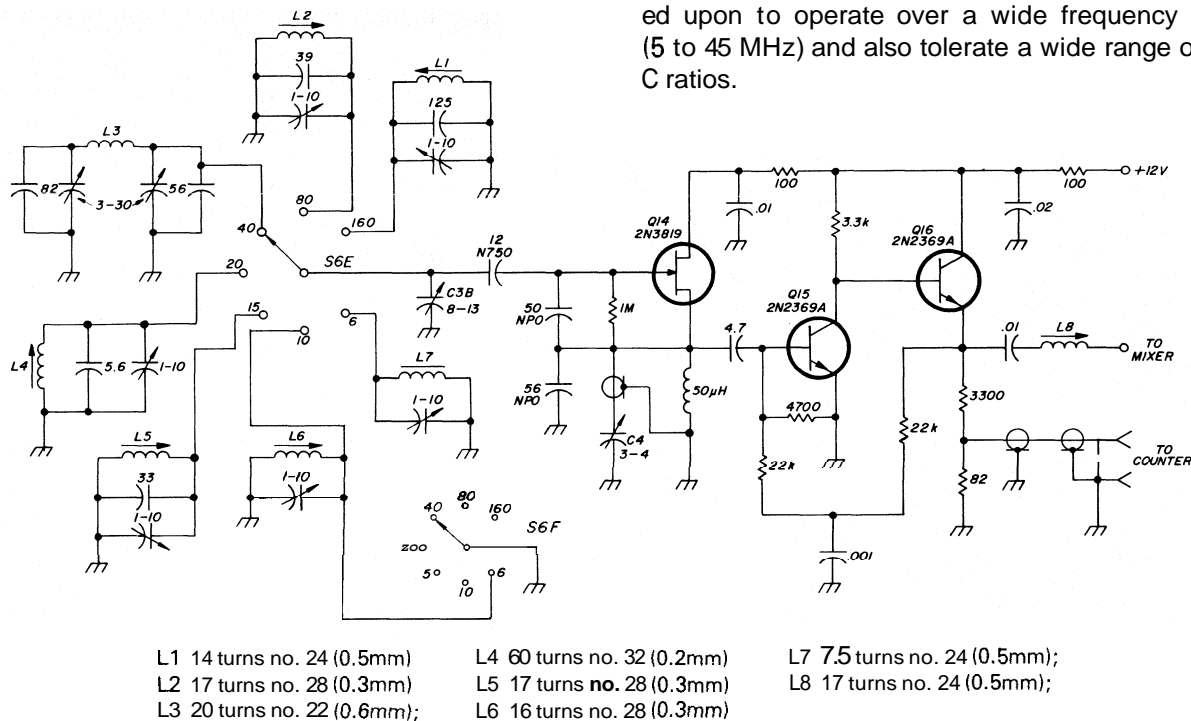 ed upon to operate over a wide frequency
(5 to 45 MHz) and also tolerate a wide range o
C ratios.
L2
39
1-10
L1
125
1-10
L3
82
3-30
56
80
160
40
S6E
20
15
10
6
12
N750
C3B
8-13
50
NPO
56
NPO
1M
C4
3-4
Q14
2N3819
.01
100
3.3k
Q15
2N2369A
Q16
2N2369A
.02
100
+12V
4.7
50µH
4700
22k
22k
.001
.01
L8
TO
MIXER
3300
82
TO
COUNTER
L4
5.6
1-10
L5
33
1-10
L6
1-10
L7
1-10
80
40
160
S6F
200
5
10
6
L1 14 turns no. 24 (0.5mm)
L2 17 turns no. 28 (0.3mm)
L3 20 turns no. 22 (0.6mm);
L4 60 turns no. 32 (0.2mm)
L5 17 turns no. 28 (0.3mm)
L6 16 turns no. 28 (0.3mm)
L7 7.5 turns no. 24 (0.5mm);
L8 17 turns no. 24 (0.5mm);